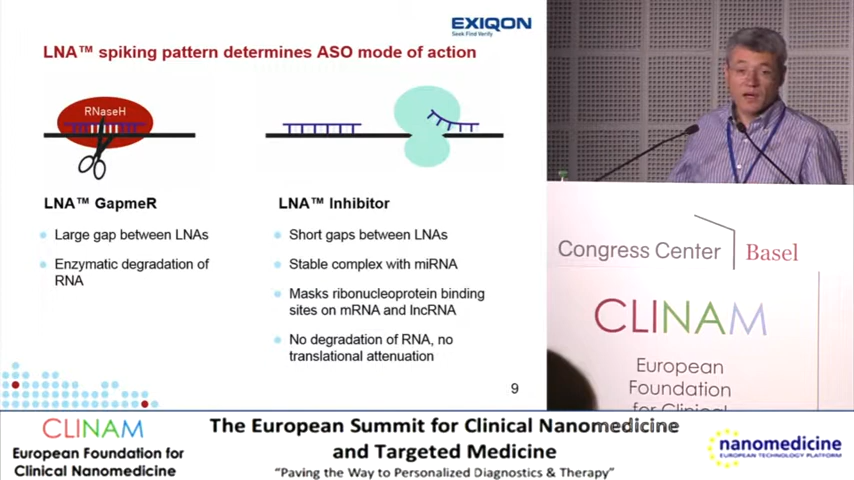 EXIQON
Seek Find Verify
LNA™ spiking pattern determines ASO mode of action
RNaseH
LNA™ GapmeR
Large gap between LNAs
Enzymatic degradation of
RNA
LNA™ Inhibitor
Short gaps between LNAs
Stable complex with miRNA
Masks ribonucleoprotein binding
sites on mRNA and lncRNA
No degradation of RNA, no
translational attenuation
9
Congress Center Basel
CLINAM
European
Foundation
for Clinical
CLINAM
European Foundation for
Clinical Nanomedicine
The European Summit for Clinical Nanomedicine
and Targeted Medicine
“Paving the Way to Personalized Diagnostics & Therapy”
nanomedicine
EUROPEAN TECHNOLOGY PLATFORM